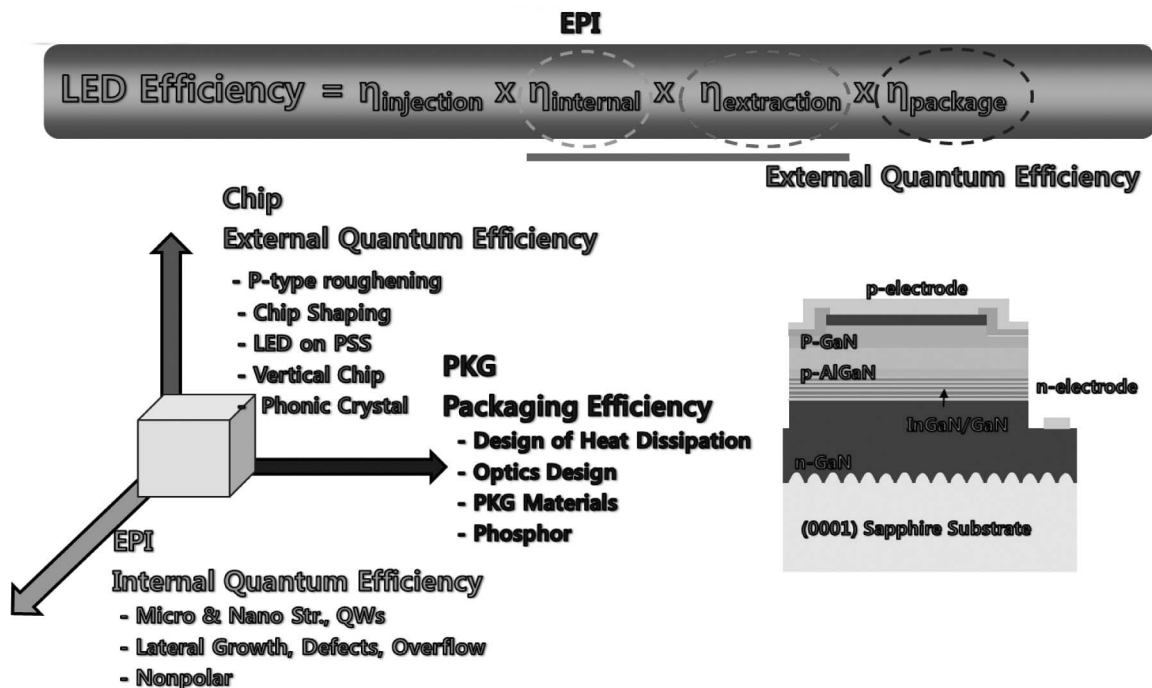 EPI
LED Efficiency = ηinjection x ηinternal x ηextraction x ηpackage
External Quantum Efficiency
Chip
External Quantum Efficiency
- P-type roughening
- Chip Shaping
- LED on PSS
- Vertical Chip
- Phonic Crystal
PKG
Packaging Efficiency
- Design of Heat Dissipation
- Optics Design
- PKG Materials
- Phosphor
EPI
Internal Quantum Efficiency
- Micro & Nano Str., QWs
- Lateral Growth, Defects, Overflow
- Nonpolar
p-electrode
P-GaN
p-AlGaN
n-electrode
InGaN/GaN
n-GaN
(0001) Sapphire Substrate